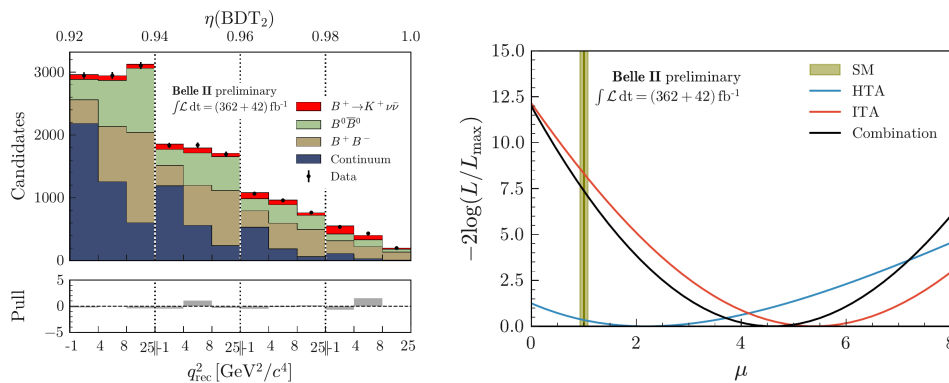 η(BDT₂)
0.92 0.94 0.96 0.98 1.0
Candidates
3000
2000
1000
0
Belle II preliminary
∫ℒ dt = (362 + 42) fb⁻¹
B⁺→K⁺νν̄
B⁰B̄⁰
B⁺B⁻
Continuum
Data
Pull
5
0
−5
-1 4 8 25 -1 4 8 25 -1 4 8 25 -1 4 8 25
q²rec [GeV²/c⁴]
−2log(L/Lmax)
15.0
12.5
10.0
7.5
5.0
2.5
0.0
Belle II preliminary
∫ℒ dt = (362 + 42) fb⁻¹
SM
HTA
ITA
Combination
0 2 4 6 8
μ